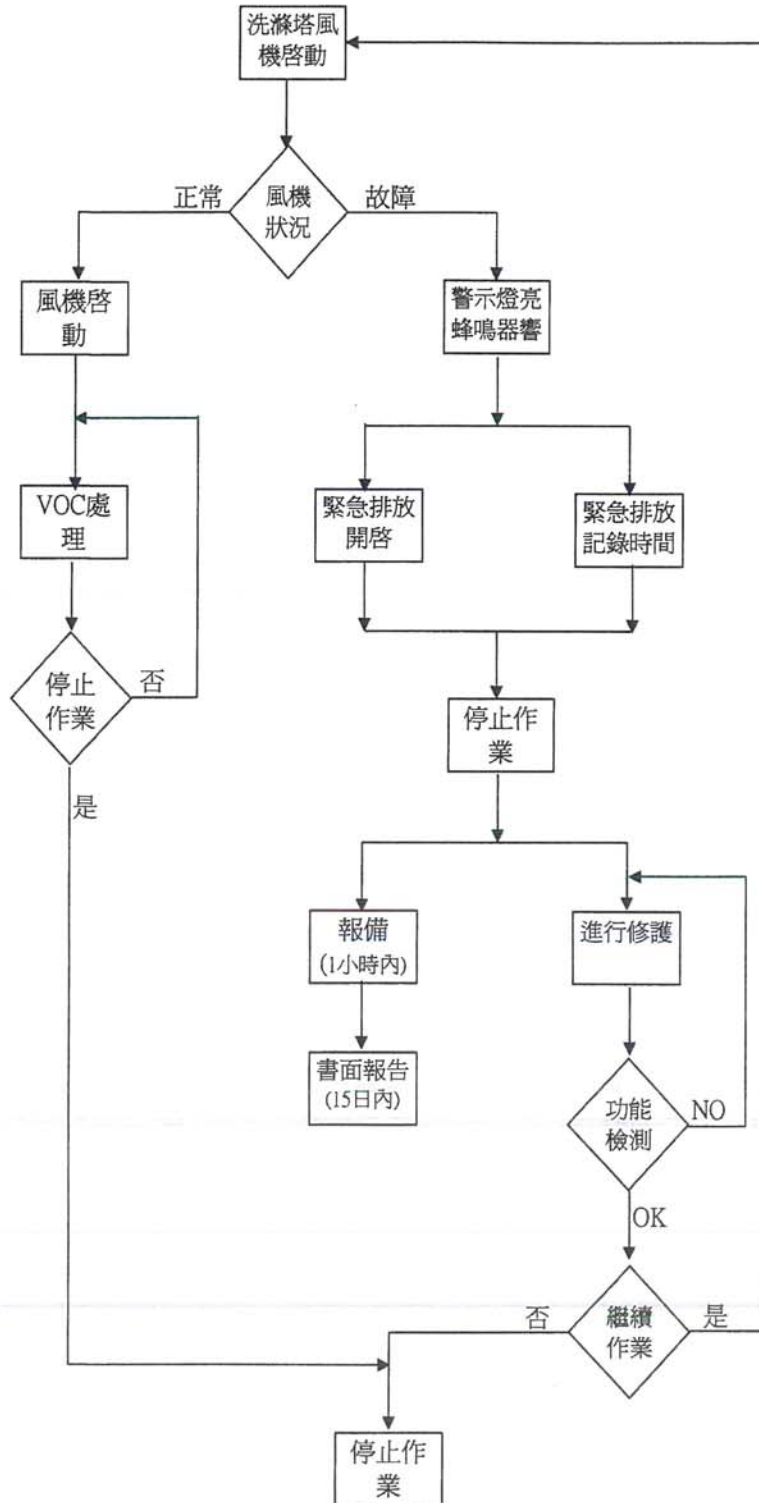 洗滌塔風
機啓動
風機
狀況
正常
故障
風機啓
動
警示燈亮
蜂鳴器響
VOC處
理
緊急排放
開啓
緊急排放
記錄時間
停止
作業
否
是
停止作
業
報備
(1小時內)
進行修護
書面報告
(15日內)
功能
檢測
NO
OK
繼續
作業
否
是
停止作
業